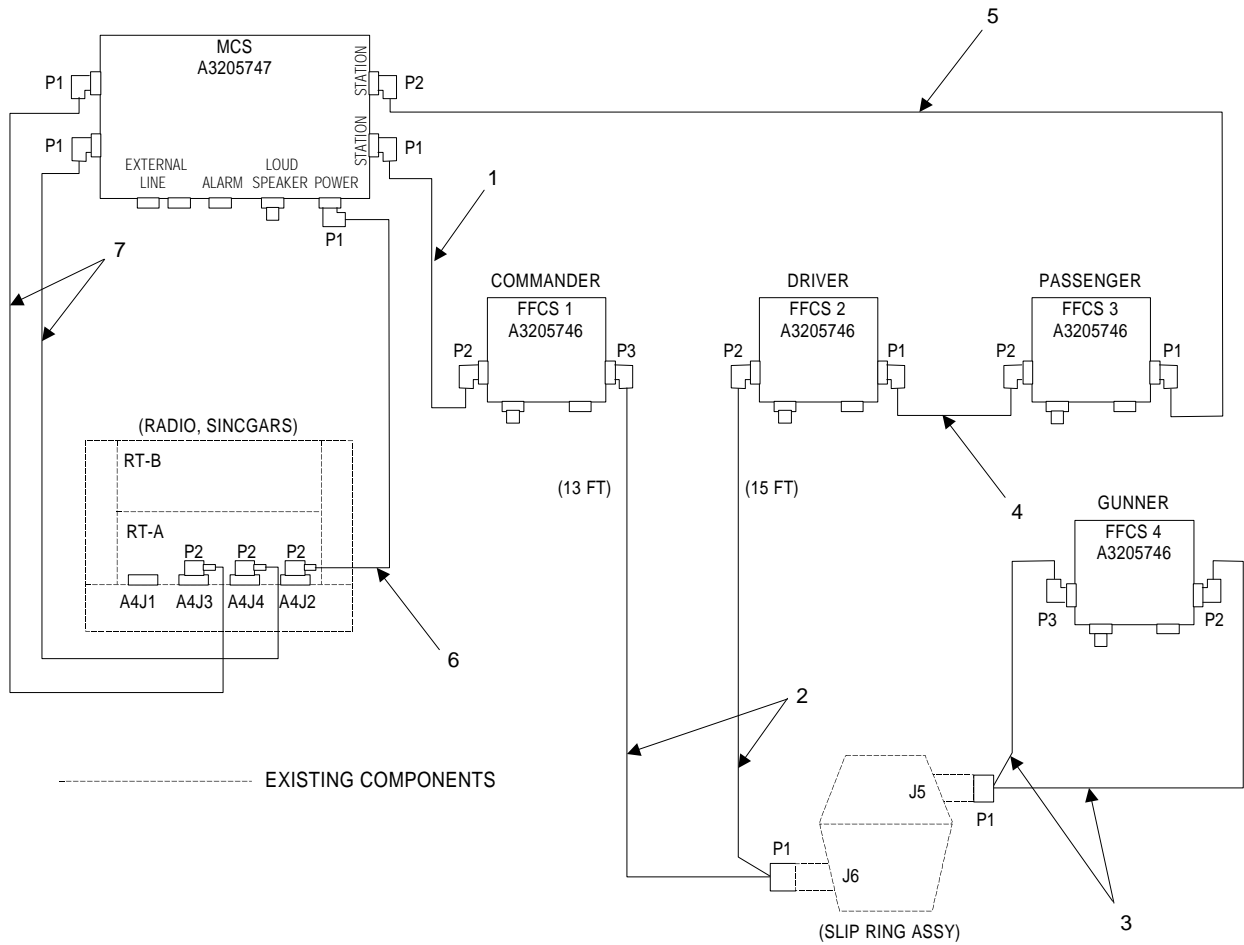 5
MCS
A3205747
P1
STATION
P2
P1
STATION
P1
EXTERNAL
LINE
ALARM
LOUD
SPEAKER
POWER
P1
1
7
COMMANDER
FFCS 1
A3205746
P2
P3
DRIVER
FFCS 2
A3205746
P2
P1
PASSENGER
FFCS 3
A3205746
P2
P1
(RADIO, SINCGARS)
RT-B
RT-A
P2
P2
P2
A4J1
A4J3
A4J4
A4J2
6
(13 FT)
(15 FT)
4
GUNNER
FFCS 4
A3205746
P3
P2
2
EXISTING COMPONENTS
J5
P1
P1
J6
3
(SLIP RING ASSY)